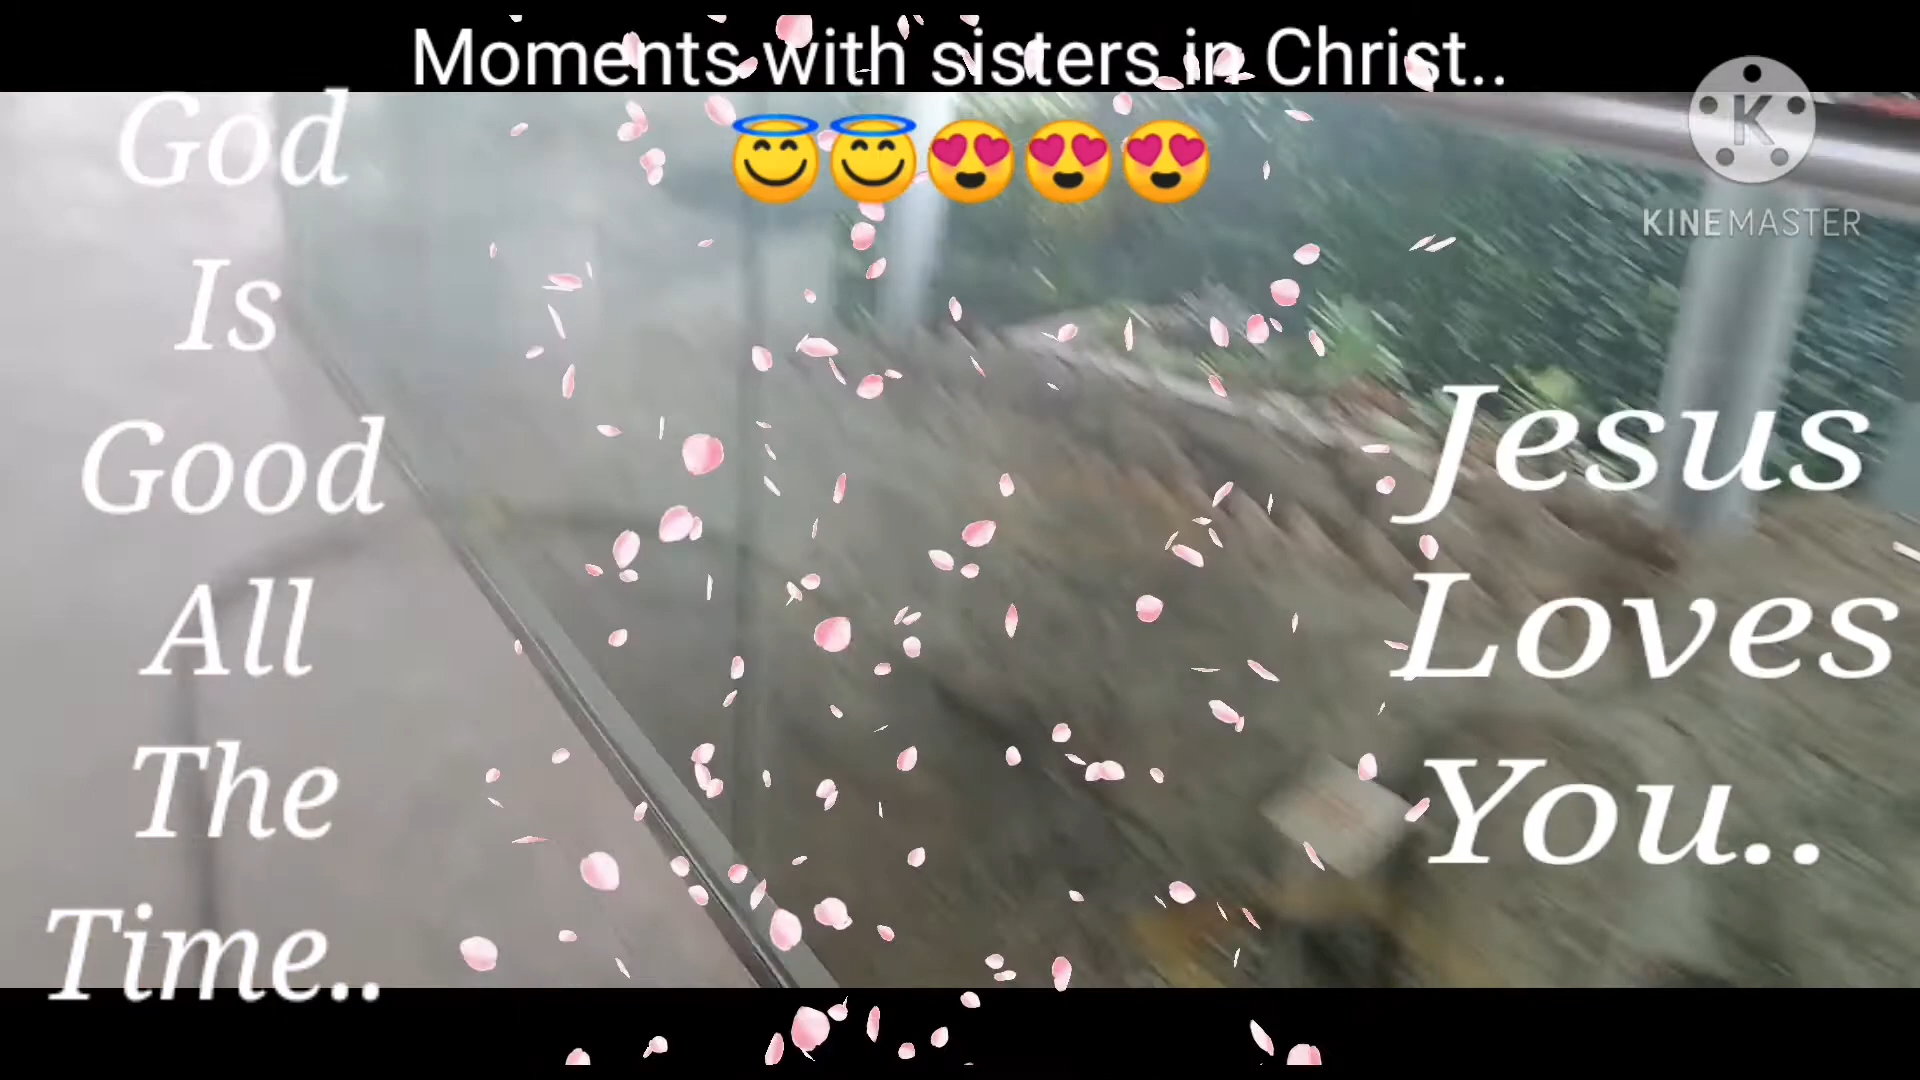 Moments with sisters in Christ..
😇😇😍😍😍
God
Is
Good
All
The
Time..
Jesus
Loves
You..
K
KINEMASTER